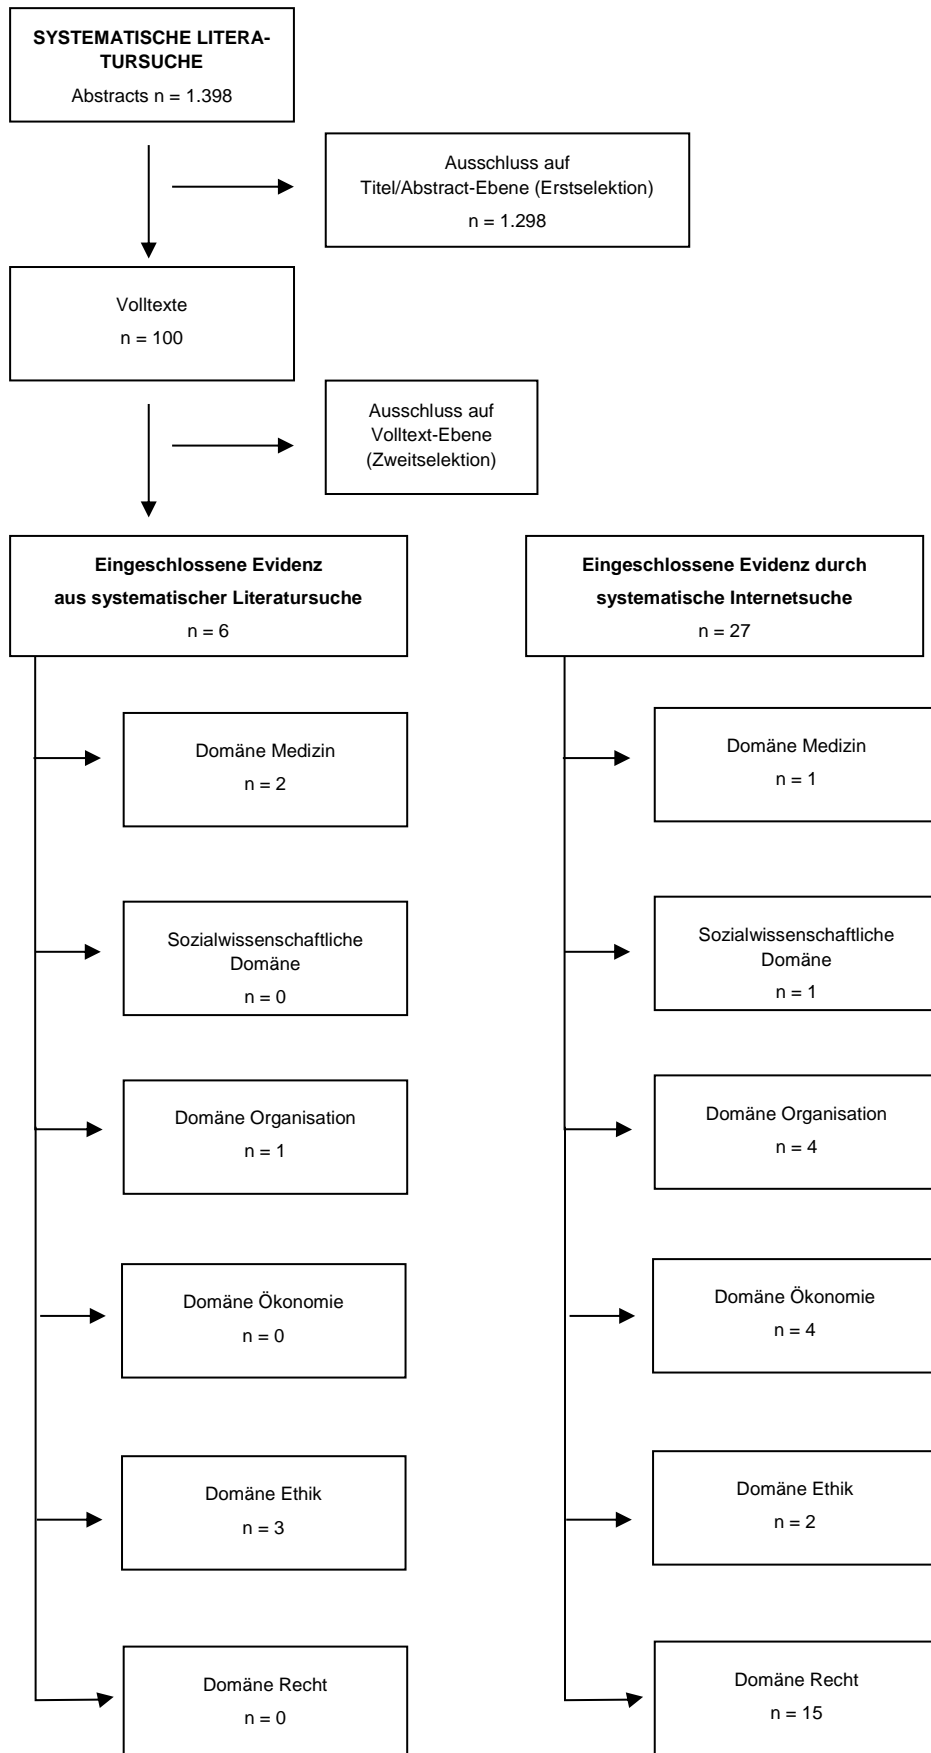 SYSTEMATISCHE LITERA-
TURSUCHE
Abstracts n = 1.398
Ausschluss auf
Titel/Abstract-Ebene (Erstselektion)
n = 1.298
Volltexte
n = 100
Ausschluss auf
Volltext-Ebene
(Zweitselektion)
Eingeschlossene Evidenz
aus systematischer Literatursuche
n = 6
Eingeschlossene Evidenz durch
systematische Internetsuche
n = 27
Domäne Medizin
n = 2
Domäne Medizin
n = 1
Sozialwissenschaftliche
Domäne
n = 0
Sozialwissenschaftliche
Domäne
n = 1
Domäne Organisation
n = 1
Domäne Organisation
n = 4
Domäne Ökonomie
n = 0
Domäne Ökonomie
n = 4
Domäne Ethik
n = 3
Domäne Ethik
n = 2
Domäne Recht
n = 0
Domäne Recht
n = 15